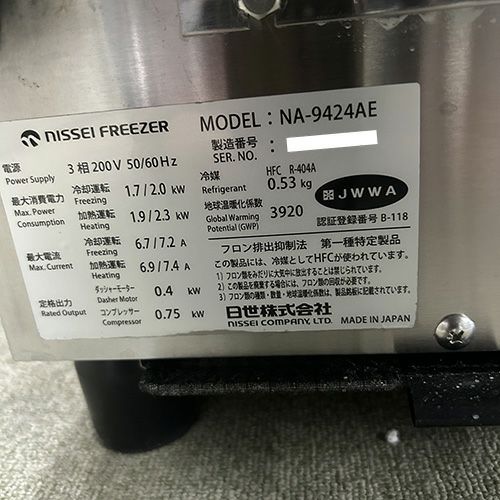 NISSEI FREEZER
MODEL： NA-9424AE
製造番号：
SER. NO.
電源 3 相 200V 50/60Hz
Power Supply
最大消費電力 冷却運転 1.7/2.0 kW
Max. Power Freezing
Consumption 加熱運転 1.9/2.3 kW
Heating
最大電流 冷却運転 6.7/7.2 A
Max. Current Freezing
加熱運転 6.9/7.4 A
Heating
定格出力 ダッシャーモーター 0.4 kW
Rated Output Dasher Motor
コンプレッサー 0.75 kW
Compressor
冷媒 HFC R-404A
Refrigerant 0.53 kg
地球温暖化係数
Global Warming 3920
Potential (GWP)
JWWA
認証登録番号 B-118
フロン排出抑制法 第一種特定製品
この製品には、冷媒としてHFCが使われています。
1) フロン類をみだりに大気中に放出することは禁じられています。
2) この製品を廃棄する場合には、フロン類の回収が必要です。
3) フロン類の種類・数量・地球温暖化係数は、製品銘板に記載されています。
日世株式会社
NISSEI COMPANY, LTD. MADE IN JAPAN